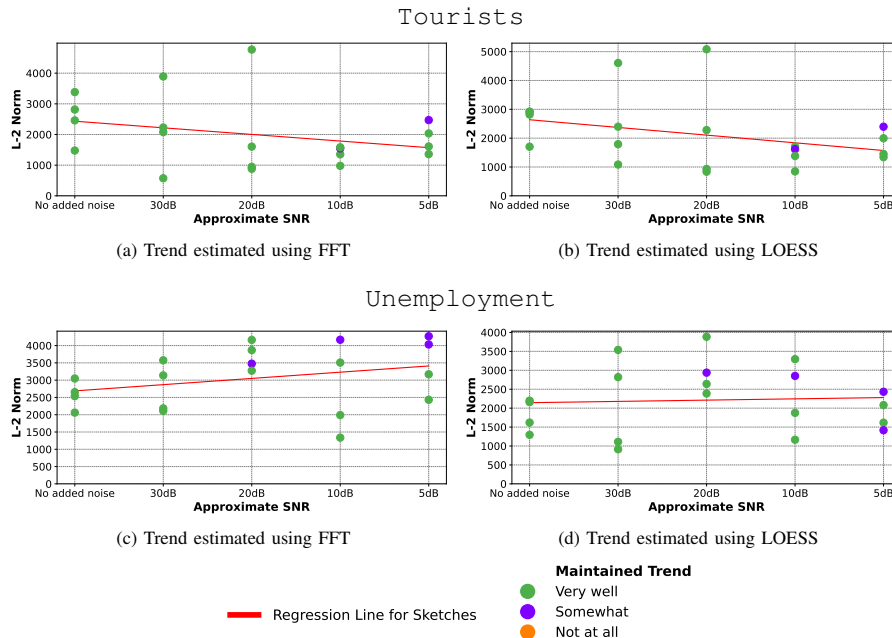 Tourists
L-2 Norm
4000
3000
2000
1000
0
No added noise 30dB 20dB 10dB 5dB
Approximate SNR
(a) Trend estimated using FFT
L-2 Norm
5000
4000
3000
2000
1000
0
No added noise 30dB 20dB 10dB 5dB
Approximate SNR
(b) Trend estimated using LOESS
Unemployment
L-2 Norm
4000
3500
3000
2500
2000
1500
1000
500
0
No added noise 30dB 20dB 10dB 5dB
Approximate SNR
(c) Trend estimated using FFT
L-2 Norm
4000
3500
3000
2500
2000
1500
1000
500
0
No added noise 30dB 20dB 10dB 5dB
Approximate SNR
(d) Trend estimated using LOESS
Regression Line for Sketches
Maintained Trend
Very well
Somewhat
Not at all